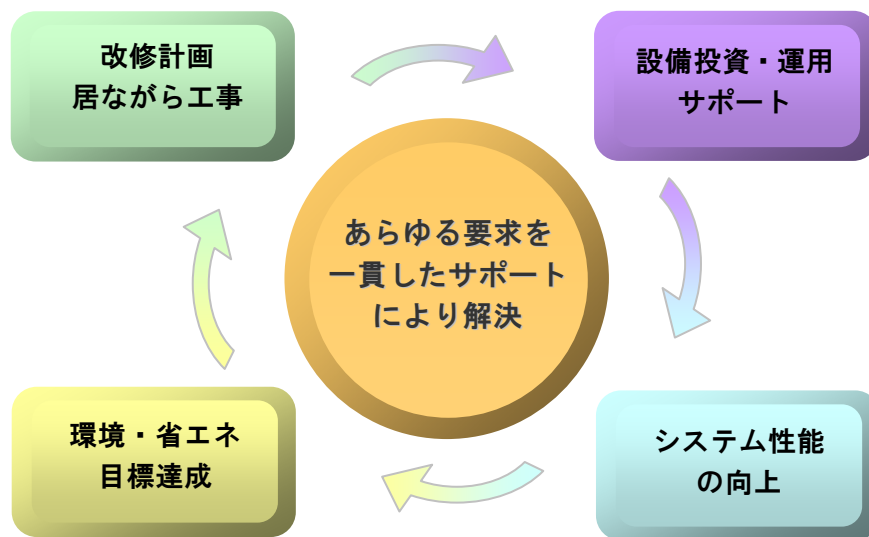 改修計画
居ながら工事
設備投資・運用
サポート
あらゆる要求を
一貫したサポート
により解決
環境・省エネ
目標達成
システム性能
の向上